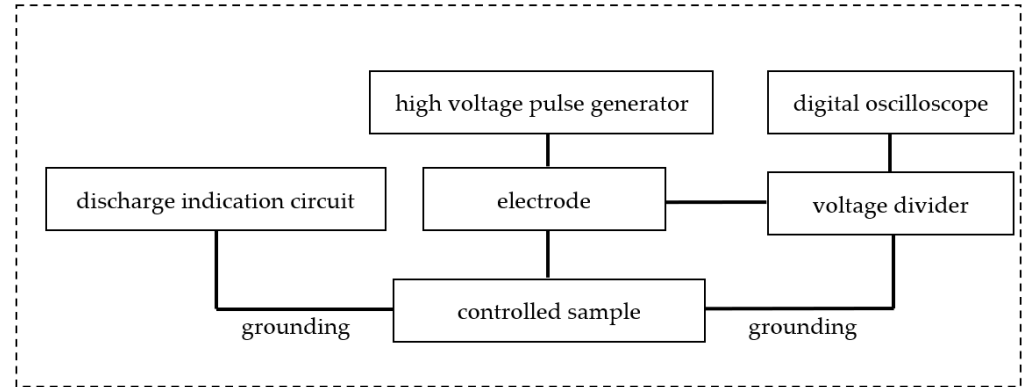 high voltage pulse generator
digital oscilloscope
discharge indication circuit
electrode
voltage divider
controlled sample
grounding
grounding